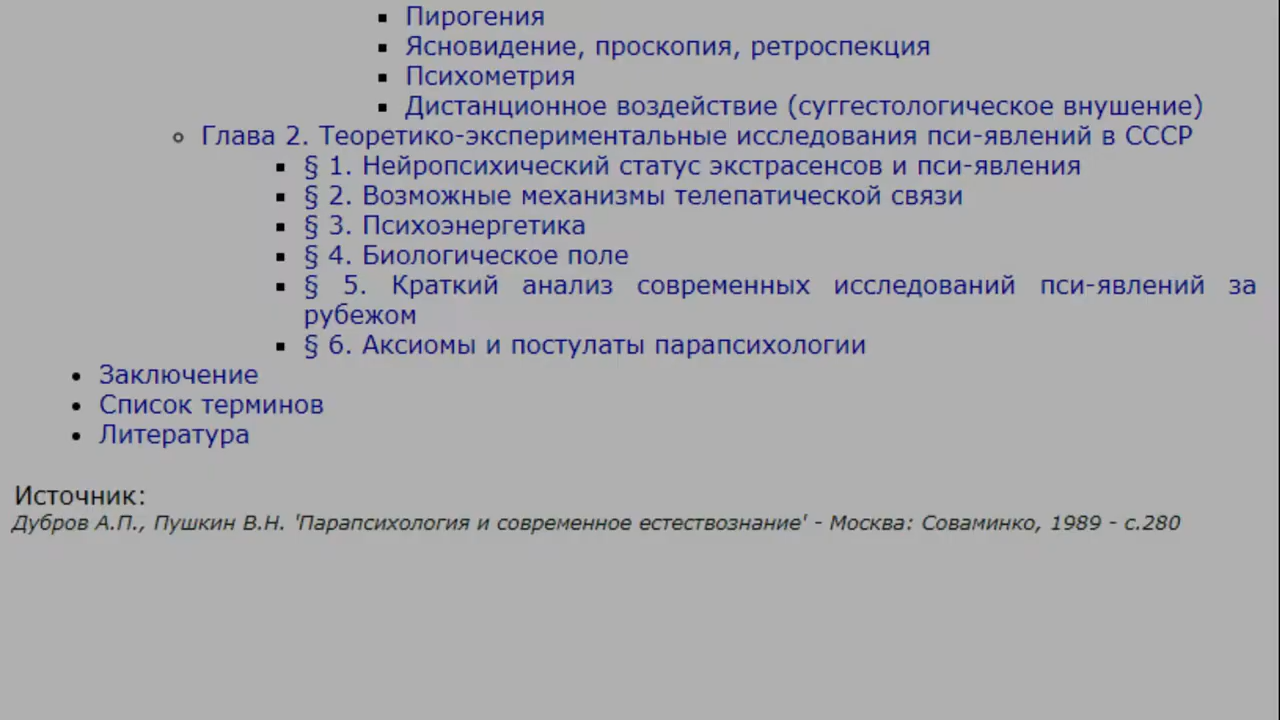 Пирогения
Ясновидение, проскопия, ретроспекция
Психометрия
Дистанционное воздействие (суггестологическое внушение)
Глава 2. Теоретико-экспериментальные исследования пси-явлений в СССР
§ 1. Нейропсихический статус экстрасенсов и пси-явления
§ 2. Возможные механизмы телепатической связи
§ 3. Психоэнергетика
§ 4. Биологическое поле
§ 5. Краткий анализ современных исследований пси-явлений за
рубежом
§ 6. Аксиомы и постулаты парапсихологии
Заключение
Список терминов
Литература
Источник:
Дубров А.П., Пушкин В.Н. 'Парапсихология и современное естествознание' - Москва: Соваминко, 1989 - с.280